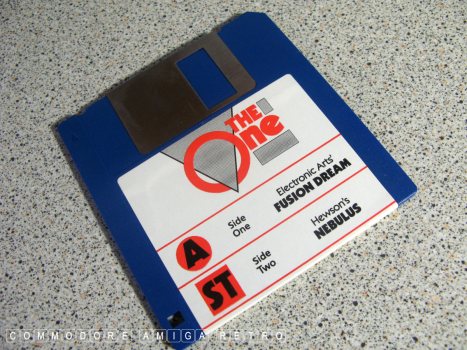 THE
One
A
Side
One
Electronic Arts'
FUSION DREAM
ST
Side
Two
Hewson's
NEBULUS
COMMODORE AMIGA RETRO